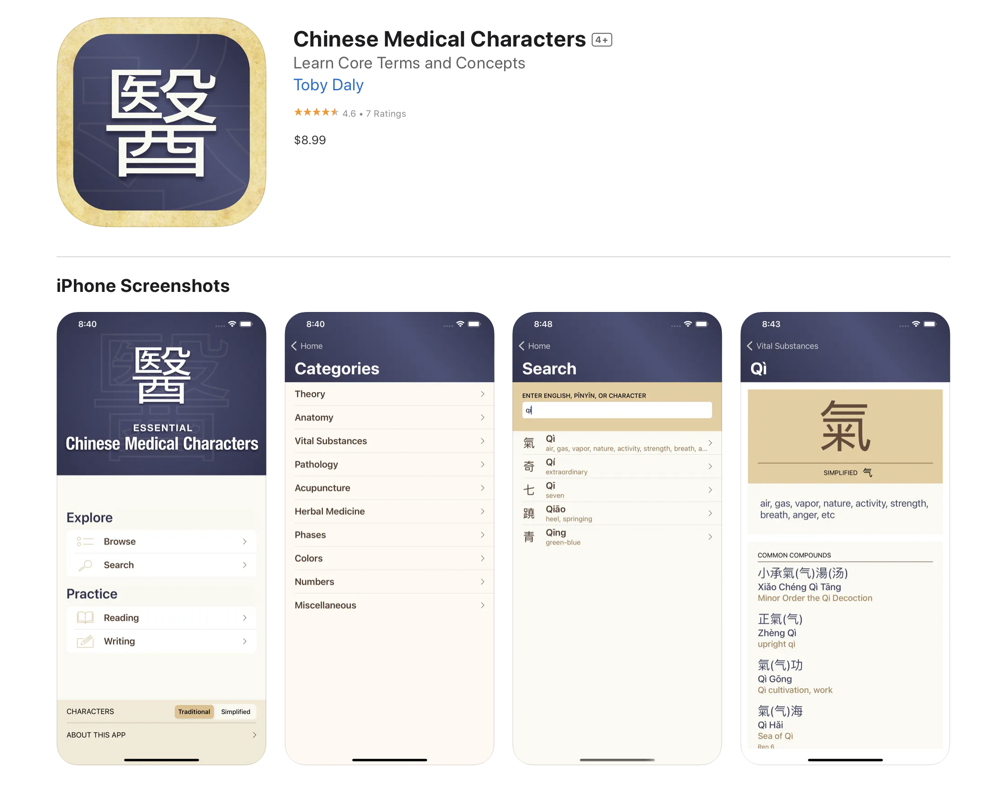 醫
Chinese Medical Characters 4+
Learn Core Terms and Concepts
Toby Daly
4.6 • 7 Ratings
$8.99
iPhone Screenshots
8:40
醫
ESSENTIAL
Chinese Medical Characters
Explore
Browse
Search
Practice
Reading
Writing
CHARACTERS Traditional Simplified
ABOUT THIS APP
8:40
Home
Categories
Theory
Anatomy
Vital Substances
Pathology
Acupuncture
Herbal Medicine
Phases
Colors
Numbers
Miscellaneous
8:48
Home
Search
ENTER ENGLISH, PĪNYĪN, OR CHARACTER
qi
氣 Qì
air, gas, vapor, nature, activity, strength, breath, a...
奇 Qí
extraordinary
七 Qī
seven
蹺 Qiāo
heel, springing
青 Qīng
green-blue
8:43
Vital Substances
Qì
氣
SIMPLIFIED 气
air, gas, vapor, nature, activity, strength,
breath, anger, etc
COMMON COMPOUNDS
小承氣(气)湯(汤)
Xiǎo Chéng Qì Tāng
Minor Order the Qi Decoction
正氣(气)
Zhèng Qì
upright qi
氣(气)功
Qì Gōng
Qì cultivation, work
氣(气)海
Qì Hǎi
Sea of Qì
Ren 6